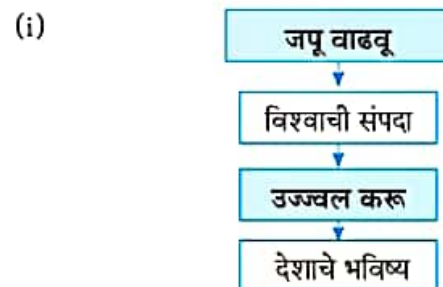 (i)
जपू वाढवू
विश्वाची संपदा
उज्ज्वल करू
देशाचे भविष्य